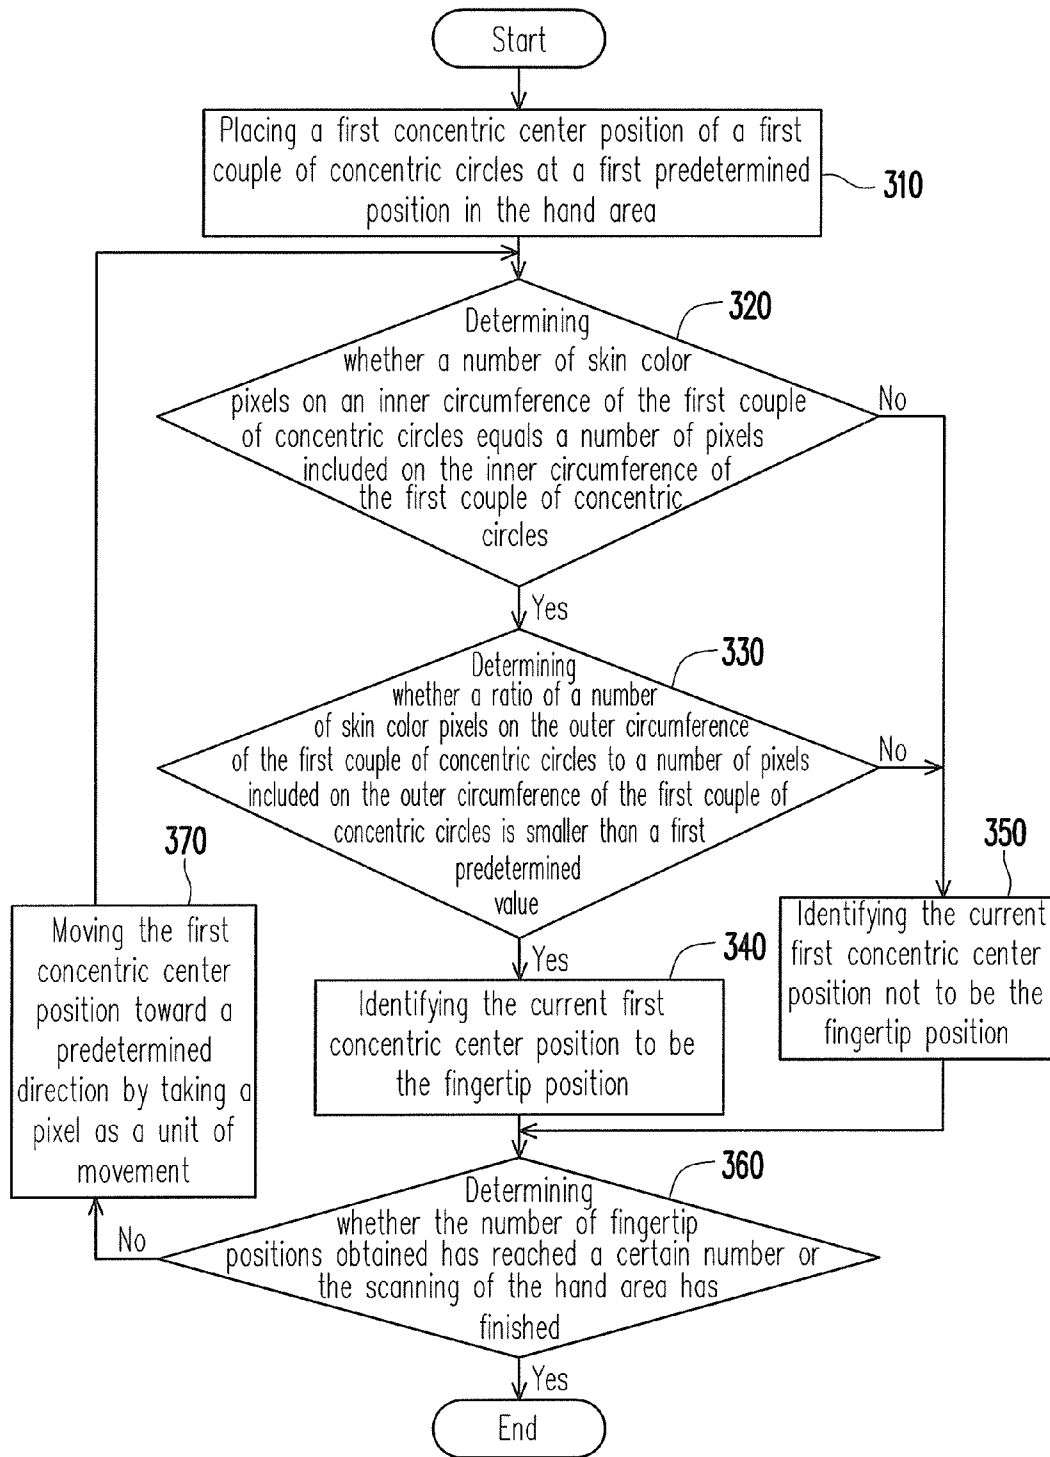 Start
Placing a first concentric center position of a first
couple of concentric circles at a first predetermined
position in the hand area
310
320
Determining
whether a number of skin color
pixels on an inner circumference of the first couple
of concentric circles equals a number of pixels
included on the inner circumference of
the first couple of concentric
circles
No
Yes
330
Determining
whether a ratio of a number
of skin color pixels on the outer circumference
of the first couple of concentric circles to a number of pixels
included on the outer circumference of the first couple of
concentric circles is smaller than a first
predetermined
value
No
Yes
340
Identifying the current first
concentric center position to be
the fingertip position
350
Identifying the current
first concentric center
position not to be the
fingertip position
360
Determining
whether the number of fingertip
positions obtained has reached a certain number or
the scanning of the hand area has
finished
No
370
Moving the first
concentric center
position toward a
predetermined
direction by taking a
pixel as a unit of
movement
Yes
End